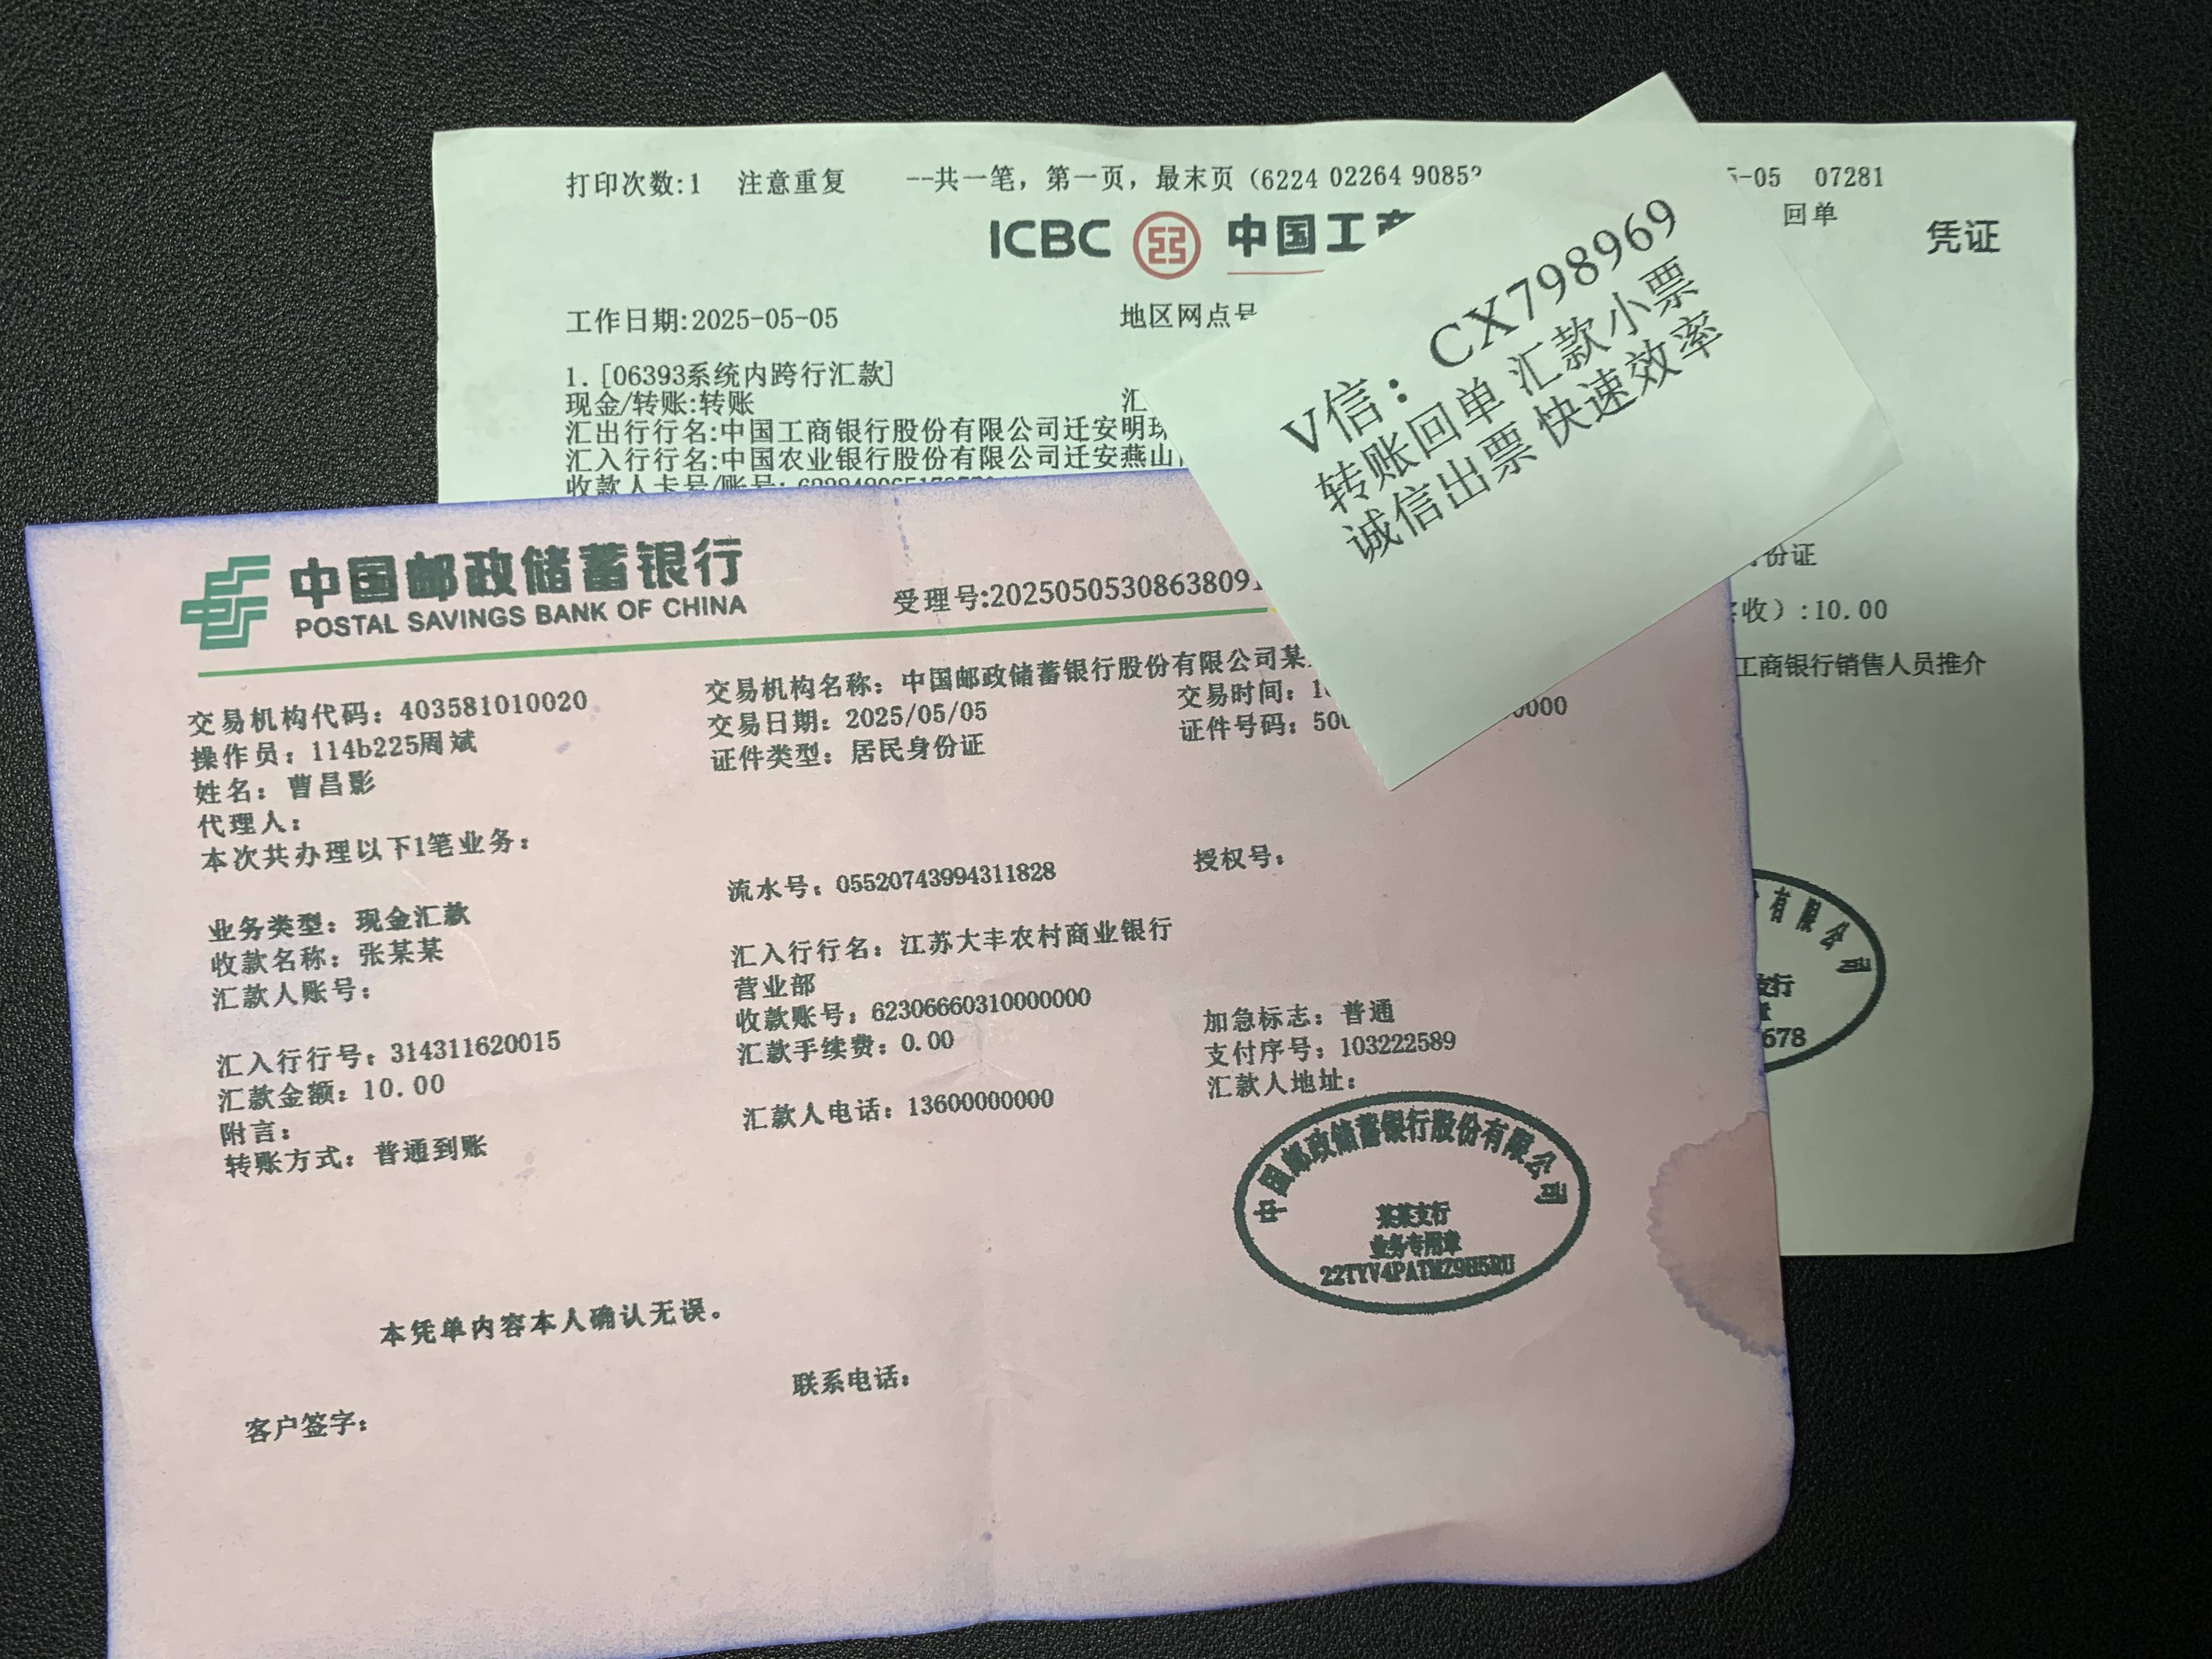 打印次数:1 注意重复 --共一笔，第一页，最末页（6224 02264 9085
-05 07281
回单
凭证
ICBC 中国工商
工作日期:2025-05-05
地区网点号
1.[06393系统内跨行汇款]
现金/转账:转账
汇
汇出行行名:中国工商银行股份有限公司迁安明珠
汇入行行名:中国农业银行股份有限公司迁安燕山
收款人卡号/账号:
份证
收）:10.00
工商银行销售人员推介
有限公司
支行
678
V信：CX798969
转账回单 汇款小票
诚信出票 快速效率
中国邮政储蓄银行
POSTAL SAVINGS BANK OF CHINA
受理号:2025050530863809
交易机构代码：403581010020
交易机构名称：中国邮政储蓄银行股份有限公司某
操作员：114b225周斌
交易日期：2025/05/05
交易时间：1
姓名：曹昌影
证件类型：居民身份证
证件号码：500
0000
代理人：
本次共办理以下1笔业务：
流水号：05520743994311828
授权号：
业务类型：现金汇款
收款名称：张某某
汇入行行名：江苏大丰农村商业银行
营业部
汇款人账号：
收款账号：62306660310000000
加急标志：普通
汇入行行号：314311620015
汇款手续费：0.00
支付序号：103222589
汇款金额：10.00
汇款人地址：
附言：
汇款人电话：13600000000
转账方式：普通到账
中国邮政储蓄银行股份有限公司
某某支行
业务专用章
本凭单内容本人确认无误。
联系电话：
客户签字：